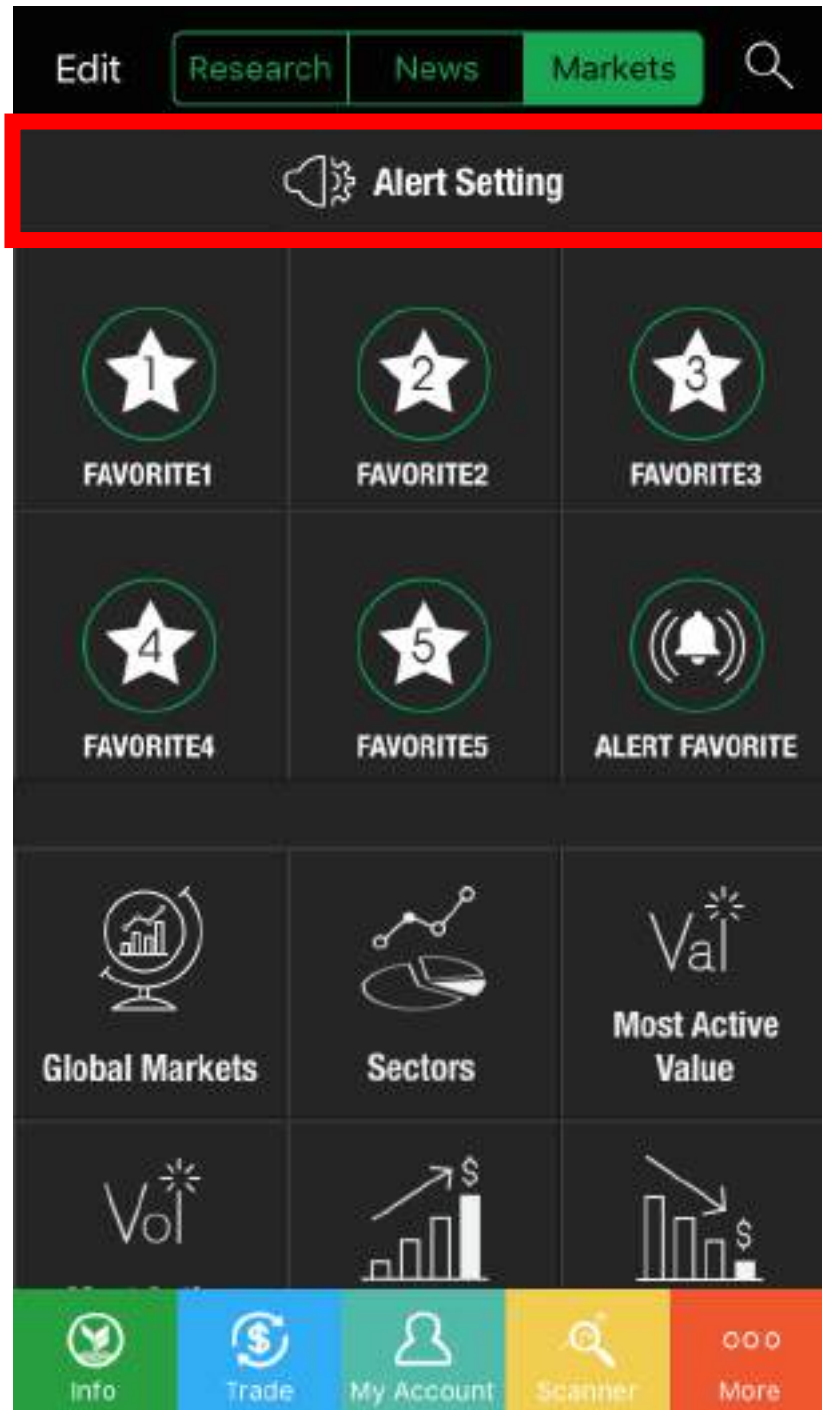 Edit Research News Markets
Alert Setting
1 2 3
FAVORITE1 FAVORITE2 FAVORITE3
4 5
FAVORITE4 FAVORITE5 ALERT FAVORITE
Val
Most Active
Global Markets Sectors Value
Vol $ $
$
Info Trade My Account Scanner More